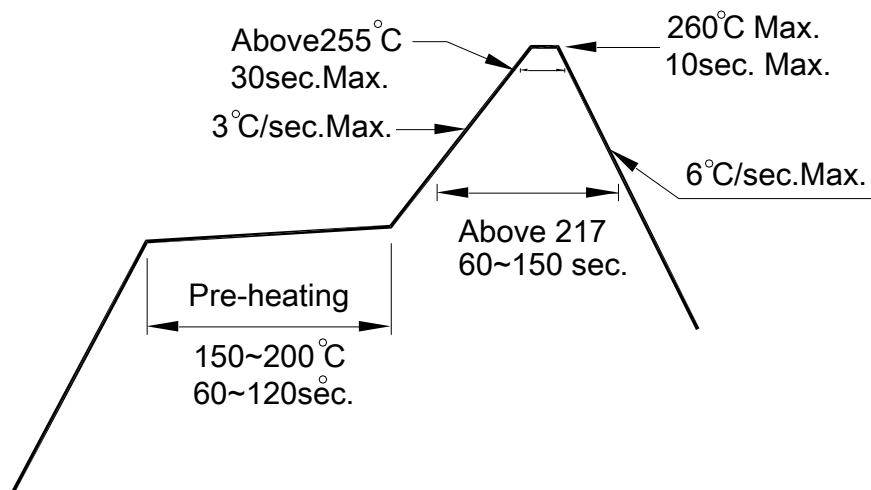 Above255°C
30sec.Max.
260°C Max.
10sec. Max.
3°C/sec.Max.
6°C/sec.Max.
Above 217
60~150 sec.
Pre-heating
150~200°C
60~120sec.